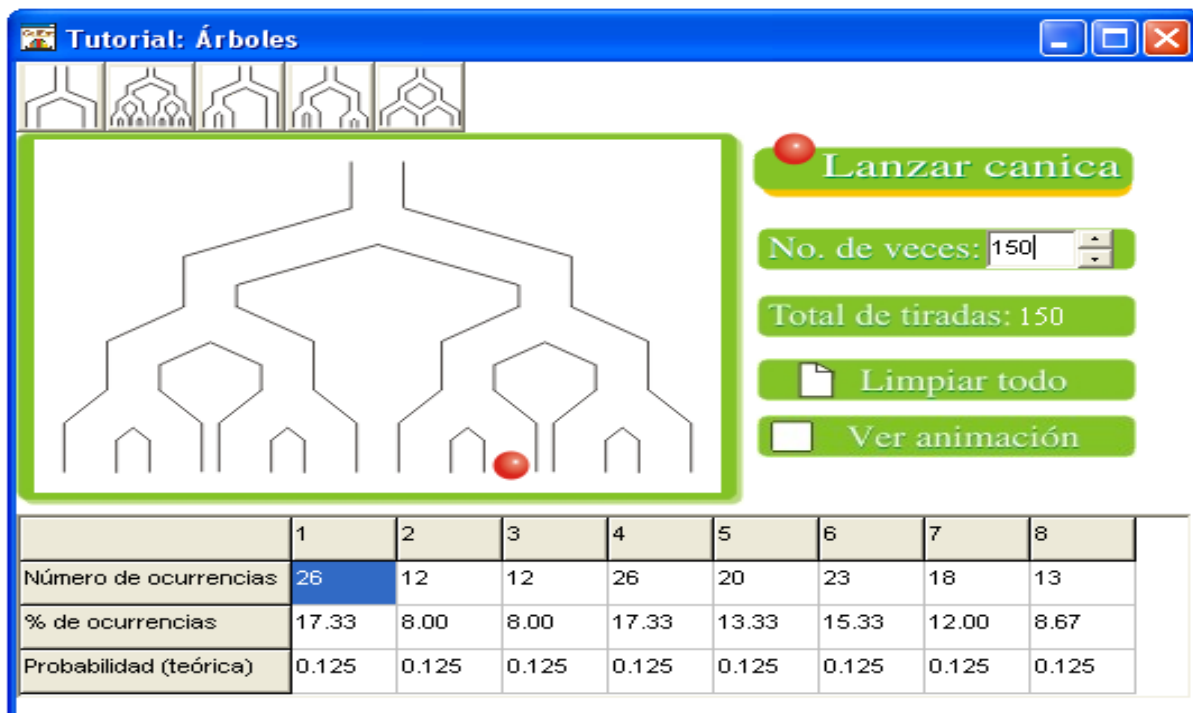 Tutorial: Árboles
Lanzar canica
No. de veces: 150
Total de tiradas: 150
Limpiar todo
Ver animación
1 2 3 4 5 6 7 8
Número de ocurrencias 26 12 12 26 20 23 18 13
% de ocurrencias 17.33 8.00 8.00 17.33 13.33 15.33 12.00 8.67
Probabilidad (teórica) 0.125 0.125 0.125 0.125 0.125 0.125 0.125 0.125